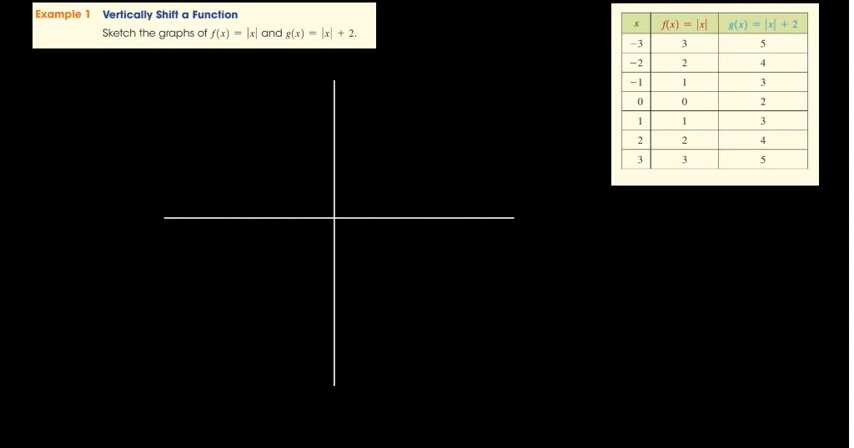 Example 1 Vertically Shift a Function
Sketch the graphs of f(x) = |x| and g(x) = |x| + 2.
x f(x) = |x| g(x) = |x| + 2
−3 3 5
−2 2 4
−1 1 3
0 0 2
1 1 3
2 2 4
3 3 5